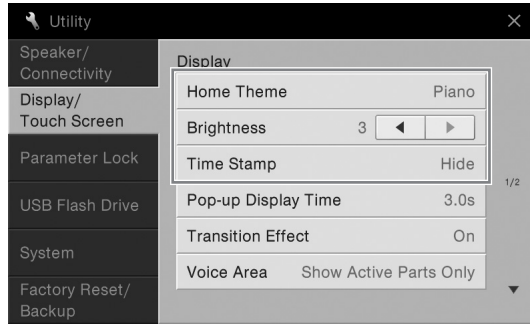 Utility
Speaker/
Connectivity
Display/
Touch Screen
Parameter Lock
USB Flash Drive
System
Factory Reset/
Backup
Display
Home Theme Piano
Brightness 3
Time Stamp Hide
Pop-up Display Time 3.0s
Transition Effect On
Voice Area Show Active Parts Only
1/2